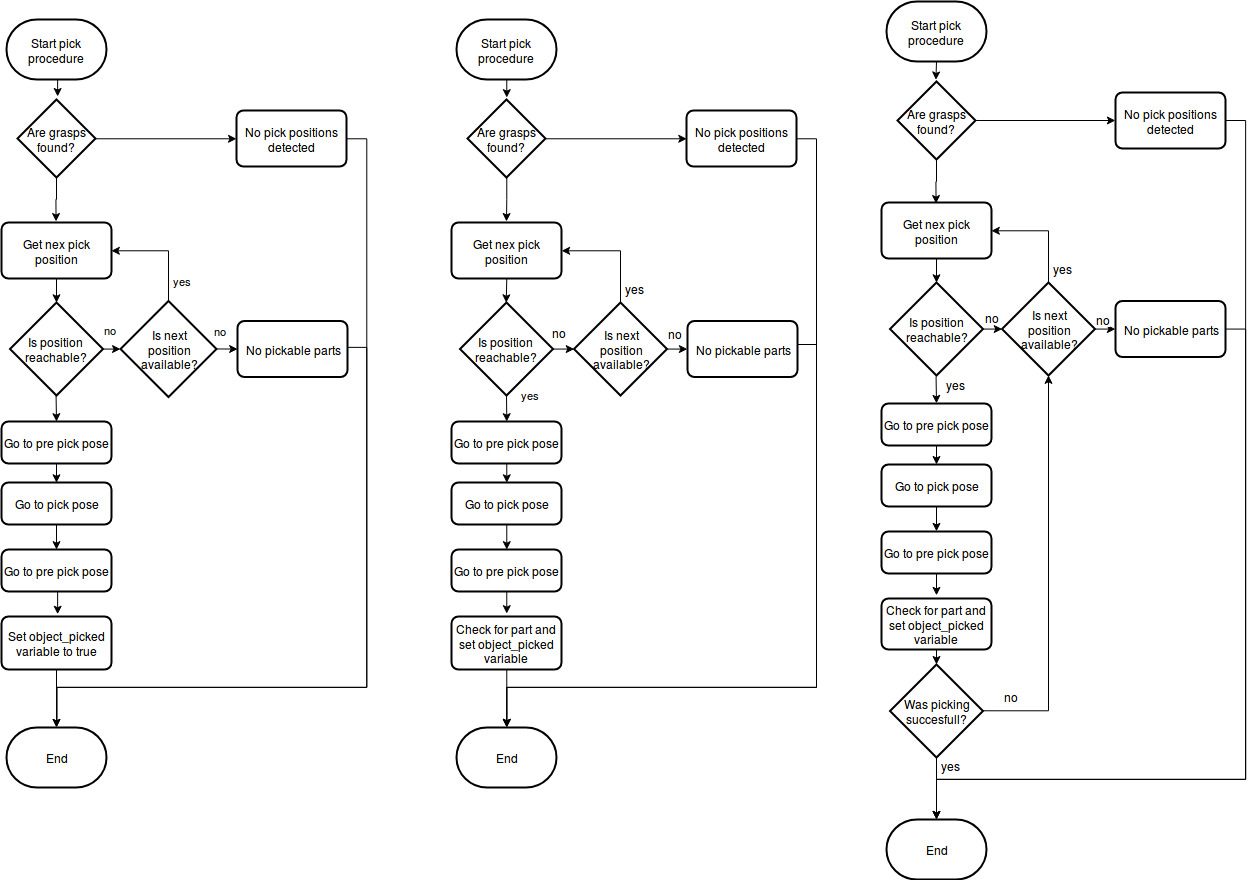 Start pick
procedure
Are grasps
found?
No pick positions
detected
Get nex pick
position
yes
Is position
reachable?
no
Is next
position
available?
no
No pickable parts
Go to pre pick pose
Go to pick pose
Go to pre pick pose
Set object_picked
variable to true
End
Start pick
procedure
Are grasps
found?
No pick positions
detected
Get nex pick
position
yes
Is position
reachable?
no
Is next
position
available?
no
No pickable parts
yes
Go to pre pick pose
Go to pick pose
Go to pre pick pose
Check for part and
set object_picked
variable
End
Start pick
procedure
Are grasps
found?
No pick positions
detected
Get nex pick
position
yes
Is position
reachable?
no
Is next
position
available?
no
No pickable parts
yes
Go to pre pick pose
Go to pick pose
Go to pre pick pose
Check for part and
set object_picked
variable
Was picking
succesfull?
no
yes
End